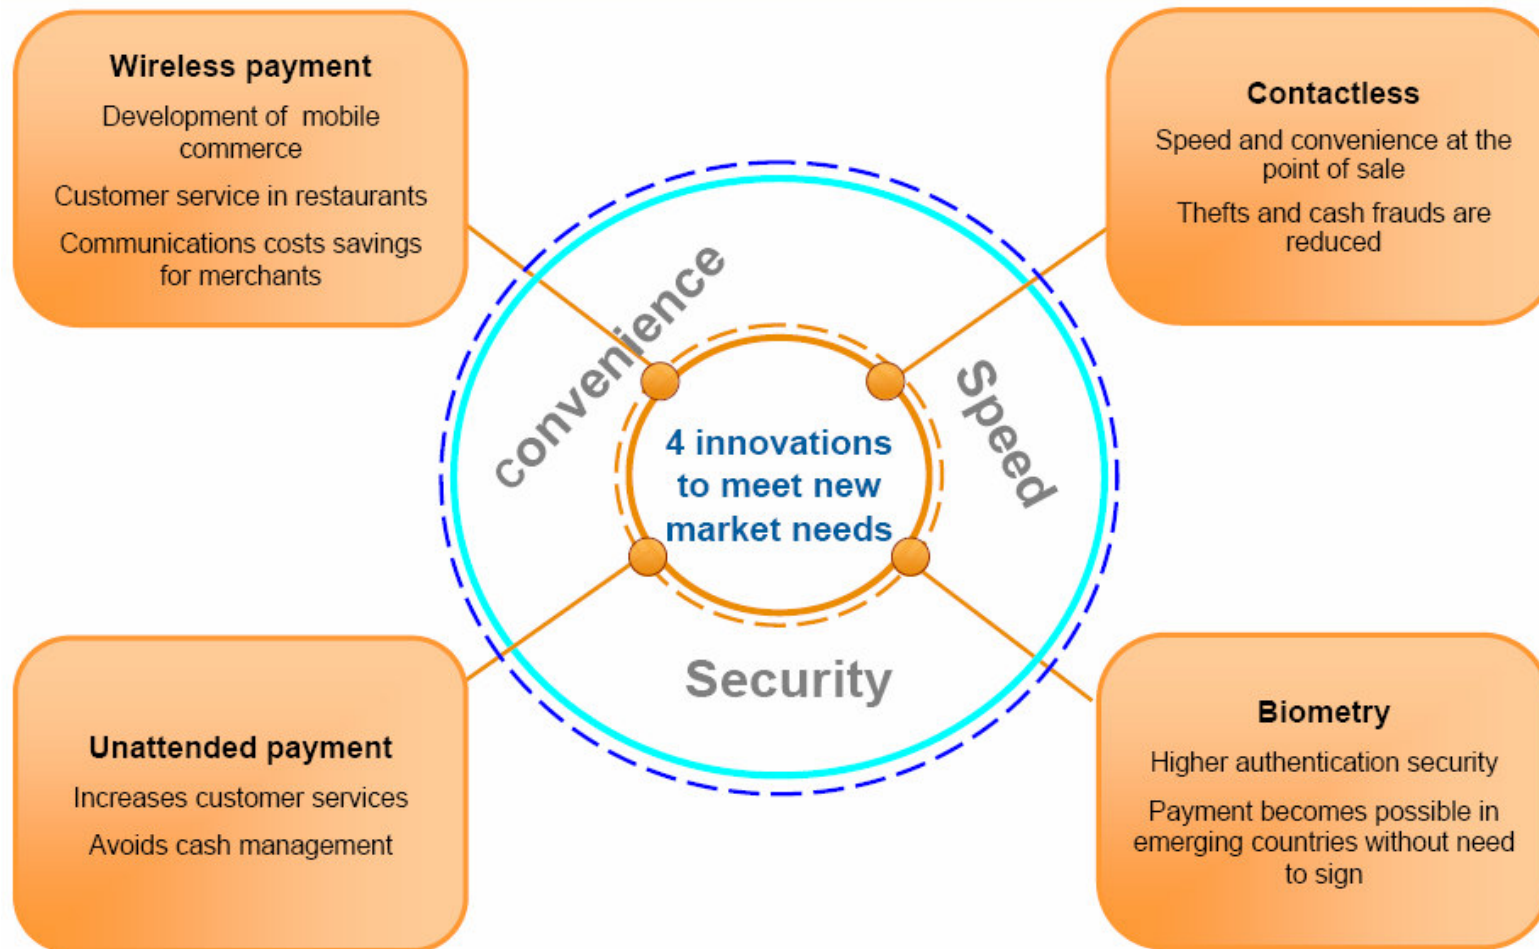 Wireless payment
Development of mobile
commerce
Customer service in restaurants
Communications costs savings
for merchants
Contactless
Speed and convenience at the
point of sale
Thefts and cash frauds are
reduced
convenience
Speed
4 innovations
to meet new
market needs
Security
Unattended payment
Increases customer services
Avoids cash management
Biometry
Higher authentication security
Payment becomes possible in
emerging countries without need
to sign